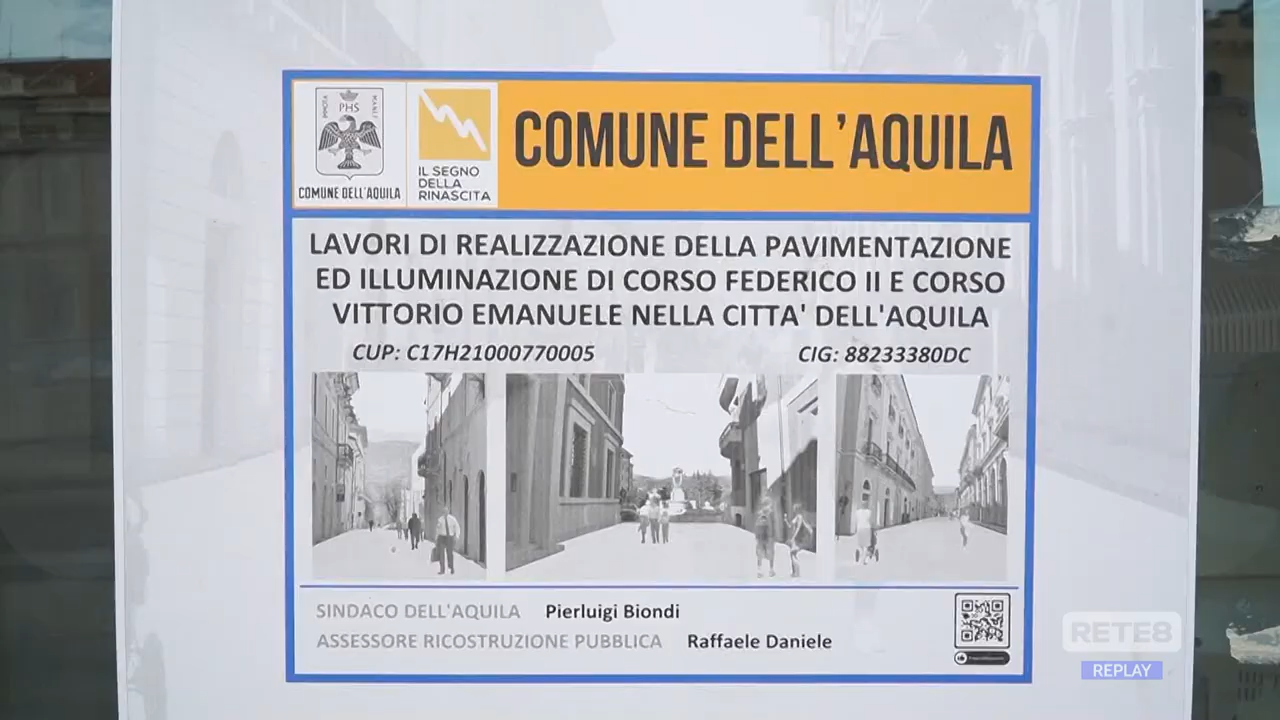 IMMOTA
PHS
MANET
COMUNE DELL'AQUILA
IL SEGNO
DELLA
RINASCITA
COMUNE DELL'AQUILA
LAVORI DI REALIZZAZIONE DELLA PAVIMENTAZIONE
ED ILLUMINAZIONE DI CORSO FEDERICO II E CORSO
VITTORIO EMANUELE NELLA CITTA' DELL'AQUILA
CUP: C17H21000770005
CIG: 88233380DC
SINDACO DELL'AQUILA Pierluigi Biondi
ASSESSORE RICOSTRUZIONE PUBBLICA Raffaele Daniele
RETE8
REPLAY